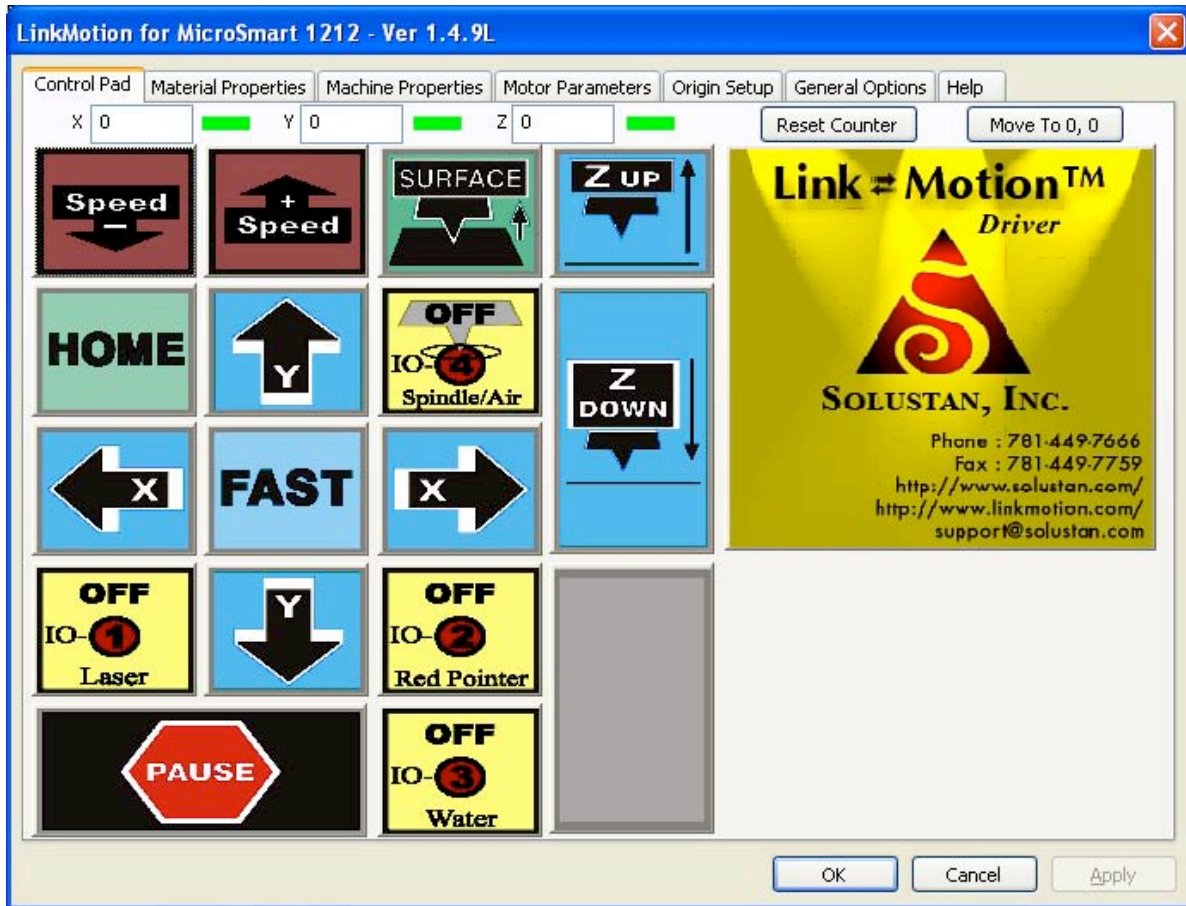 LinkMotion for MicroSmart 1212 - Ver 1.4.9L
Control Pad Material Properties Machine Properties Motor Parameters Origin Setup General Options Help
X 0 Y 0 Z 0 Reset Counter Move To 0, 0
Speed
-
+
Speed
SURFACE
Z UP
HOME
Y
OFF
IO-4
Spindle/Air
Z
DOWN
X
FAST
X
OFF
IO-1
Laser
Y
OFF
IO-2
Red Pointer
PAUSE
OFF
IO-3
Water
Link ⇄ Motion™
Driver
S
SOLUSTAN, INC.
Phone : 781-449-7666
Fax : 781-449-7759
http://www.solustan.com/
http://www.linkmotion.com/
support@solustan.com
OK Cancel Apply